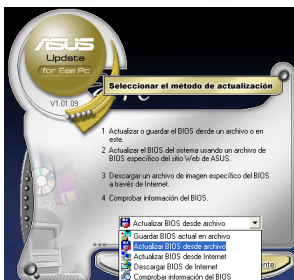 ASUS
Update
for Eee Pc
V1.01.09
Seleccionar el método de actualización
1 Actualizar o guardar el BIOS desde un archivo o en
este.
2 Actualizar el BIOS del sistema usando un archivo de
BIOS específico del sitio Web de ASUS.
3 Descargar un archivo de imagen específico del BIOS
a través de Internet.
4 Comprobar información del BIOS.
Actualizar BIOS desde archivo
Guardar BIOS actual en archivo
Actualizar BIOS desde archivo
Actualizar BIOS desde Internet
Descargar BIOS de Internet
Comprobar información del BIOS